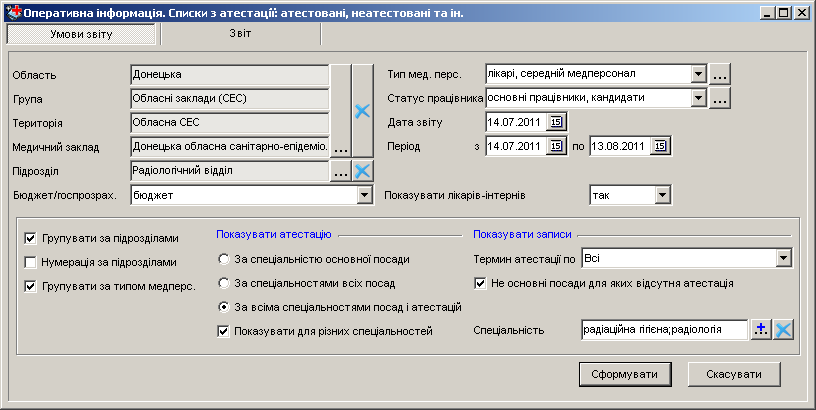 Оперативна інформація. Списки з атестації: атестовані, неатестовані та ін.
Умови звіту
Звіт
Область Донецька
Група Обласні заклади (СЕС)
Територія Обласна СЕС
Медичний заклад Донецька обласна санітарно-епідеміо. ...
Підрозділ Радіологічний відділ ...
Бюджет/госпрозрах. бюджет
Тип мед. перс. лікарі, середній медперсонал ...
Статус працівника основні працівники, кандидати ...
Дата звіту 14.07.2011 15
Період з 14.07.2011 15 по 13.08.2011 15
Показувати лікарів-інтернів так
Групувати за підрозділами
Нумерація за підрозділами
Групувати за типом медперс.
Показувати атестацію
За спеціальністю основної посади
За спеціальностями всіх посад
За всіма спеціальностями посад і атестацій
Показувати для різних спеціальностей
Показувати записи
Термин атестації по Всі
Не основні посади для яких відсутня атестація
Спеціальність радіаційна гігієна;радіологія
Сформувати
Скасувати